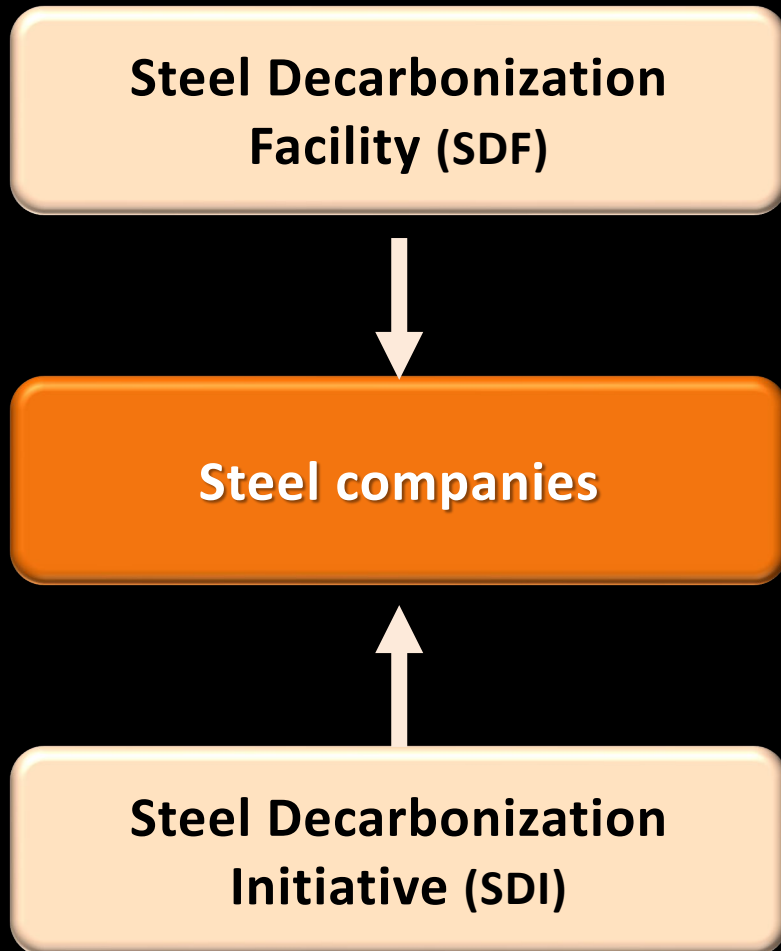 Steel Decarbonization
Facility (SDF)
Steel companies
Steel Decarbonization
Initiative (SDI)